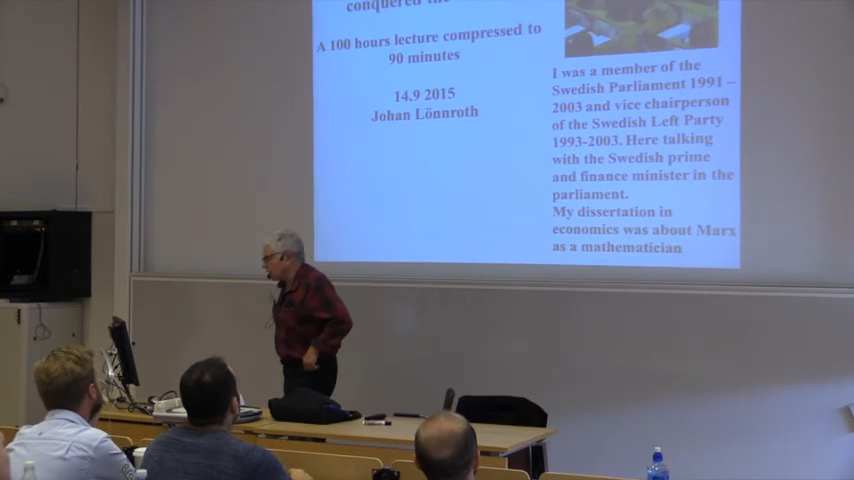 conquered the
A 100 hours lecture compressed to
90 minutes
14.9 2015
Johan Lönnroth
I was a member of the
Swedish Parliament 1991 –
2003 and vice chairperson
of the Swedish Left Party
1993-2003. Here talking
with the Swedish prime
and finance minister in the
parliament.
My dissertation in
economics was about Marx
as a mathematician